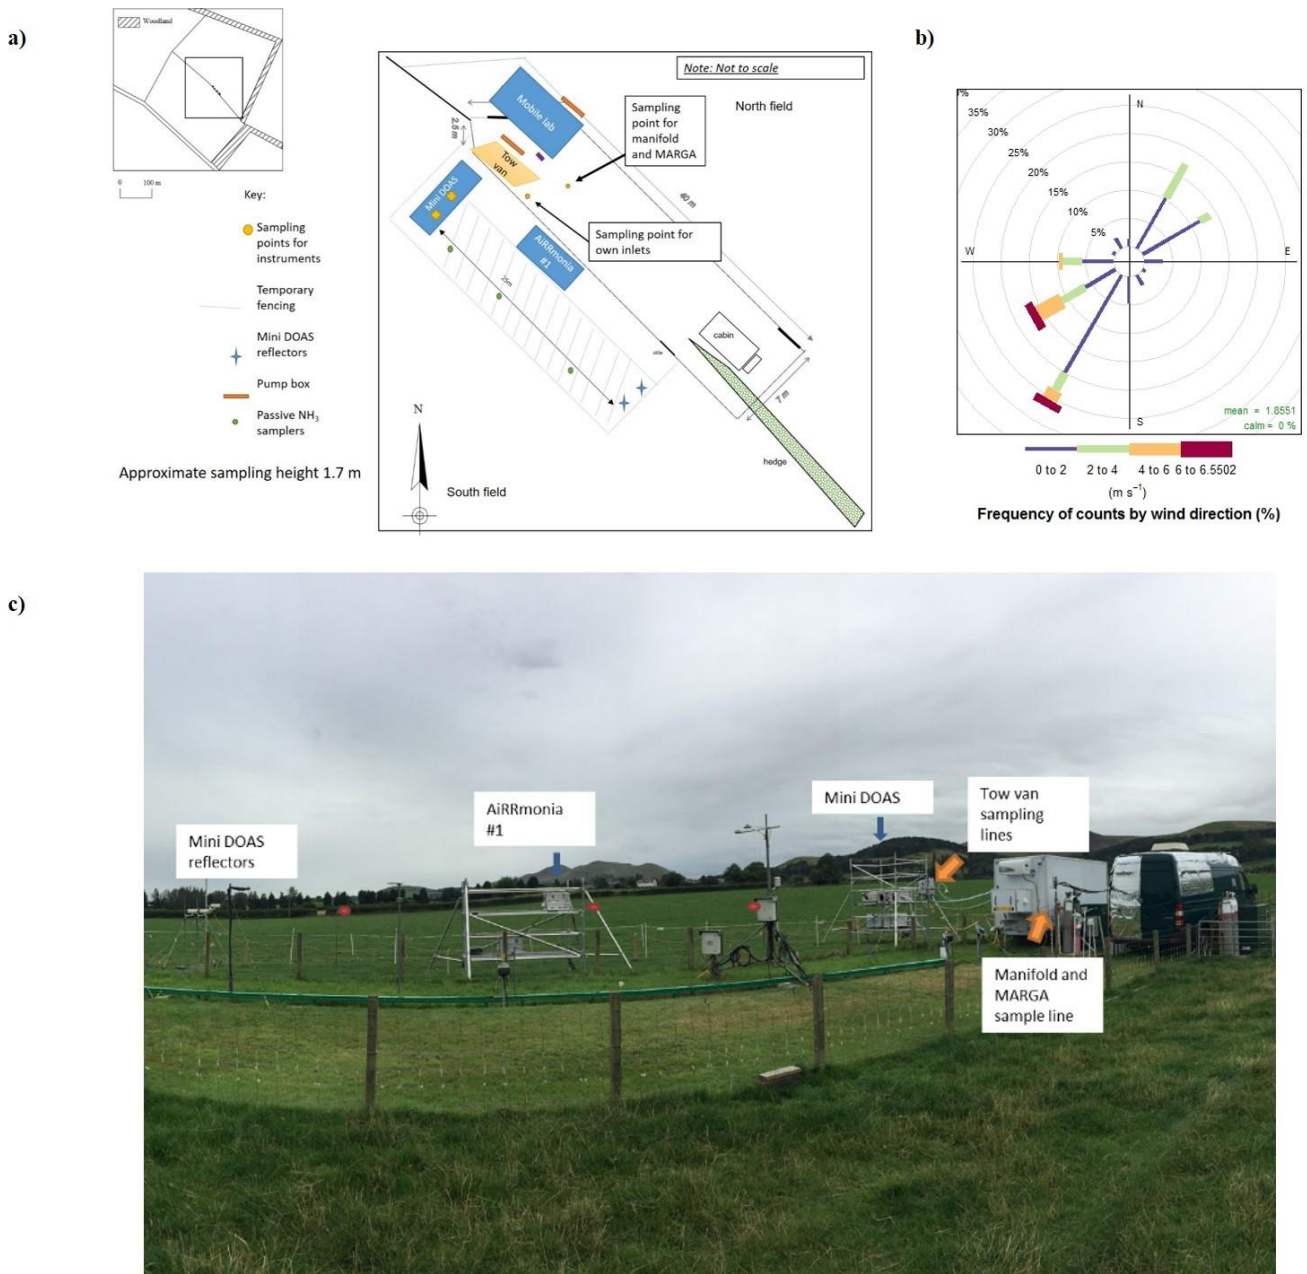 a)
Woodland
0 100 m
Key:
Sampling
points for
instruments
Temporary
fencing
Mini DOAS
reflectors
Pump box
Passive NH3
samplers
Approximate sampling height 1.7 m
Note: Not to scale
North field
Mobile lab
Sampling
point for
manifold
and MARGA
2.5 m
Tow
van
Mini DOAS
40 m
Sampling point for
own inlets
AiRRmonia
#1
25m
cabin
7 m
hedge
N
South field
b)
35%
30%
25%
20%
15%
10%
5%
N
W
E
S
mean = 1.8551
calm = 0 %
0 to 2 2 to 4 4 to 6 6 to 6.5502
(m s−1)
Frequency of counts by wind direction (%)
c)
Mini DOAS
reflectors
AiRRmonia
#1
Mini DOAS
Tow van
sampling
lines
Manifold and
MARGA
sample line